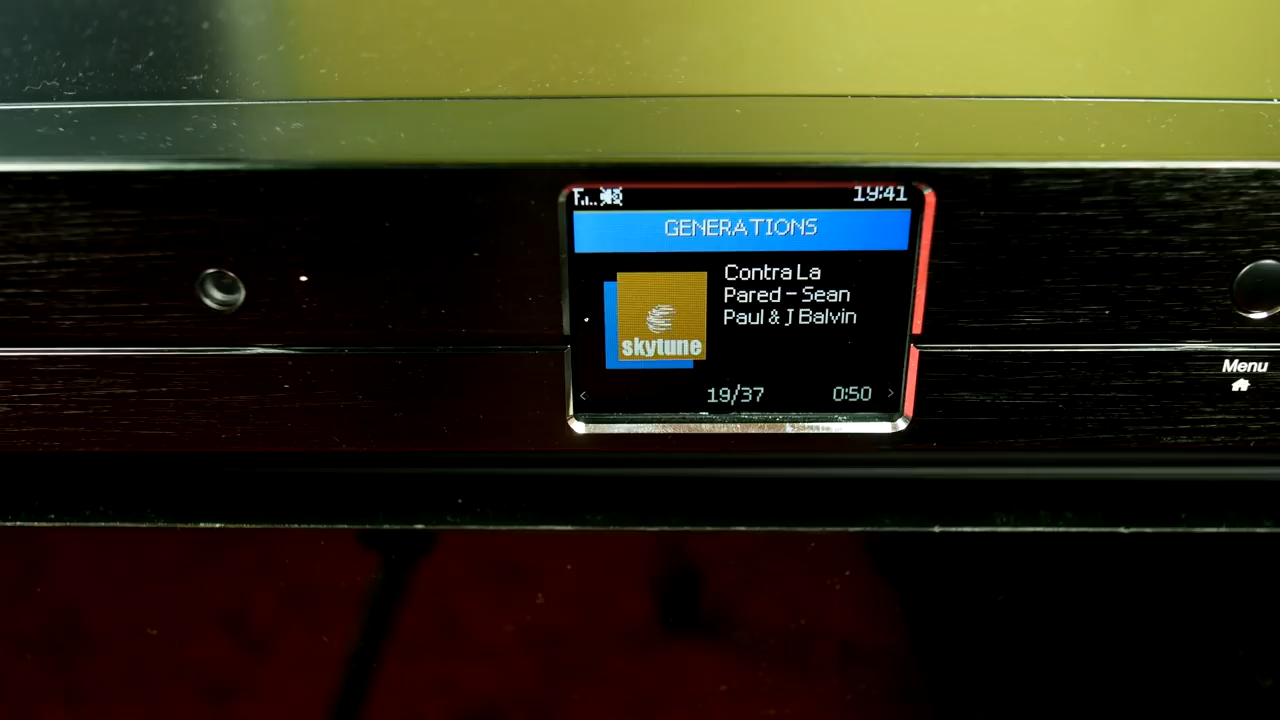 19:41
GENERATIONS
Contra La
Pared - Sean
Paul & J Balvin
skytune
< 19/37 0:50 >
Menu